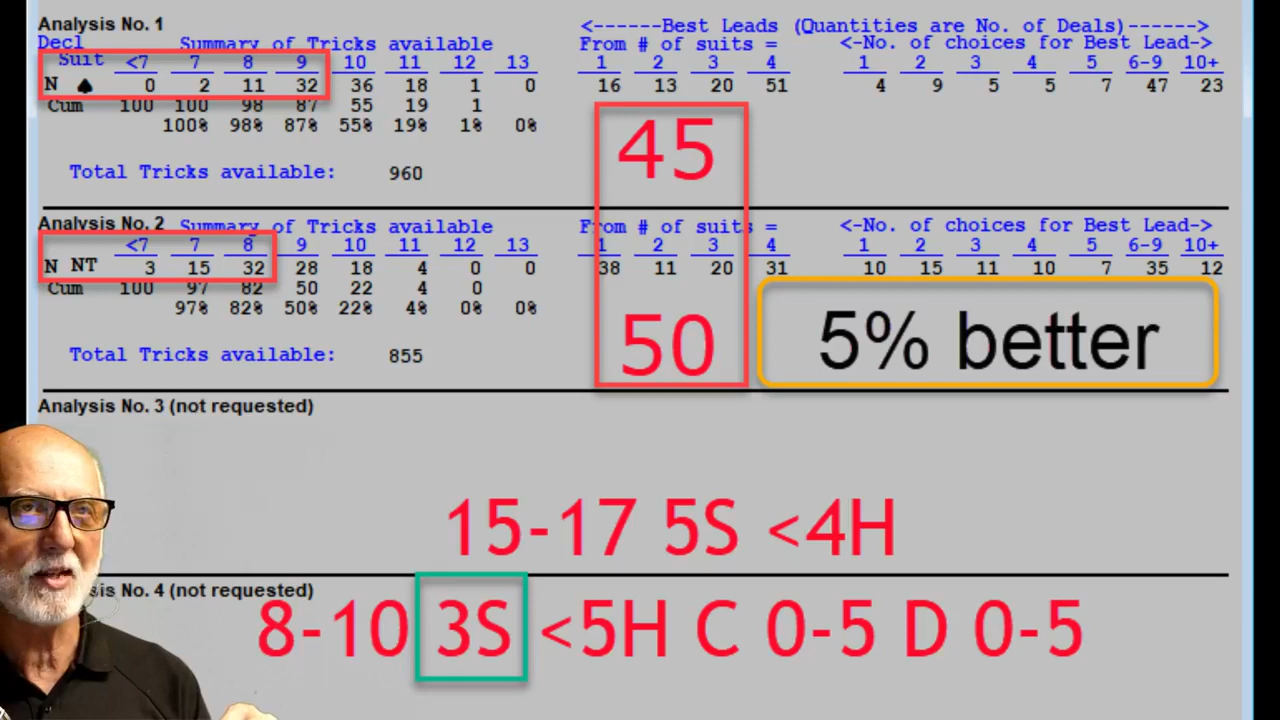 Analysis No. 1 <------Best Leads (Quantities are No. of Deals)------>
Decl Summary of Tricks available From # of suits = <-No. of choices for Best Lead->
Suit <7 7 8 9 10 11 12 13 1 2 3 4 1 2 3 4 5 6-9 10+
N ♠ 0 2 11 32 36 18 1 0 16 13 20 51 4 9 5 5 7 47 23
Cum 100 100 98 87 55 19 1
100% 98% 87% 55% 19% 1% 0%
45
Total Tricks available: 960
Analysis No. 2 Summary of Tricks available From # of suits = <-No. of choices for Best Lead->
<7 7 8 9 10 11 12 13 1 2 3 4 1 2 3 4 5 6-9 10+
N NT 3 15 32 28 18 4 0 0 38 11 20 31 10 15 11 10 7 35 12
Cum 100 97 82 50 22 4 0
97% 82% 50% 22% 4% 0% 0%
50 5% better
Total Tricks available: 855
Analysis No. 3 (not requested)
15-17 5S <4H
sis No. 4 (not requested)
8-10 3S <5H C 0-5 D 0-5